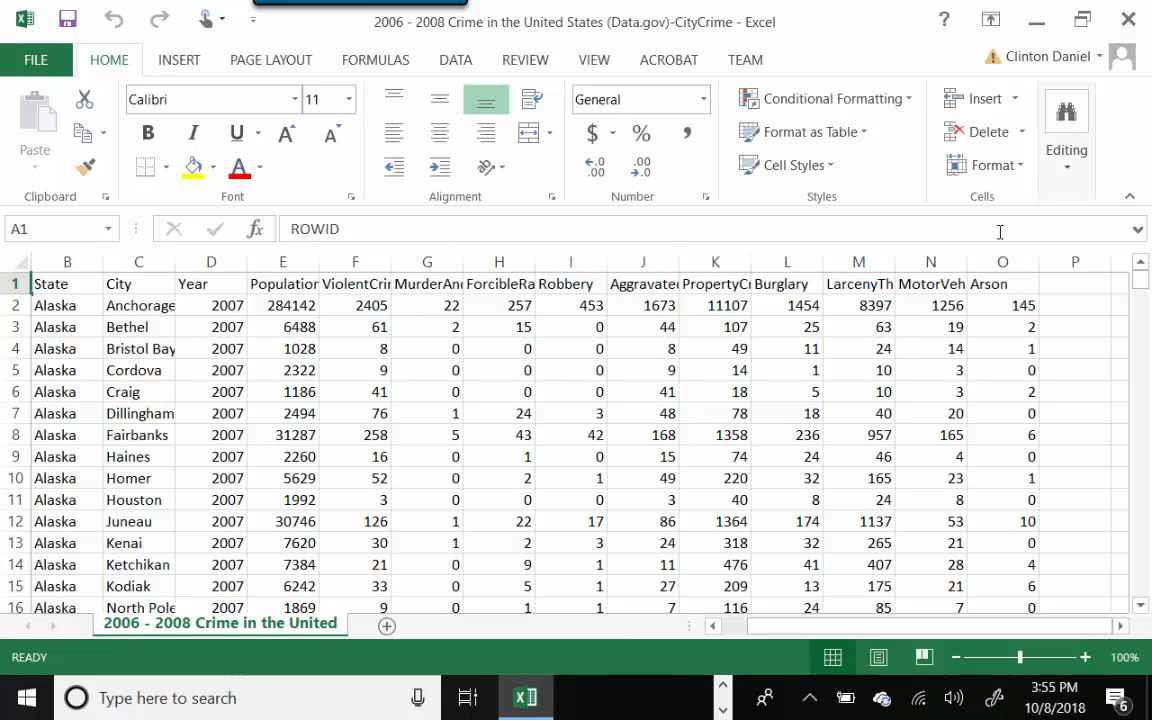 2006 - 2008 Crime in the United States (Data.gov)-CityCrime - Excel
FILE HOME INSERT PAGE LAYOUT FORMULAS DATA REVIEW VIEW ACROBAT TEAM Clinton Daniel
Calibri 11 General Conditional Formatting Insert
Paste B I U A A $ % , Format as Table Delete Editing
A Cell Styles Format
Clipboard Font Alignment Number Styles Cells
A1 fx ROWID
B C D E F G H I J K L M N O P
1 State City Year Population ViolentCri MurderAn ForcibleRa Robbery Aggravate PropertyCr Burglary LarcenyTh MotorVeh Arson
2 Alaska Anchorage 2007 284142 2405 22 257 453 1673 11107 1454 8397 1256 145
3 Alaska Bethel 2007 6488 61 2 15 0 44 107 25 63 19 2
4 Alaska Bristol Bay 2007 1028 8 0 0 0 8 49 11 24 14 1
5 Alaska Cordova 2007 2322 9 0 0 0 9 14 1 10 3 0
6 Alaska Craig 2007 1186 41 0 0 0 41 18 5 10 3 2
7 Alaska Dillingham 2007 2494 76 1 24 3 48 78 18 40 20 0
8 Alaska Fairbanks 2007 31287 258 5 43 42 168 1358 236 957 165 6
9 Alaska Haines 2007 2260 16 0 1 0 15 74 24 46 4 0
10 Alaska Homer 2007 5629 52 0 2 1 49 220 32 165 23 1
11 Alaska Houston 2007 1992 3 0 0 0 3 40 8 24 8 0
12 Alaska Juneau 2007 30746 126 1 22 17 86 1364 174 1137 53 10
13 Alaska Kenai 2007 7620 30 1 2 3 24 318 32 265 21 0
14 Alaska Ketchikan 2007 7384 21 0 9 1 11 476 41 407 28 4
15 Alaska Kodiak 2007 6242 33 0 5 1 27 209 13 175 21 6
16 Alaska North Pole 2007 1869 9 0 1 1 7 116 24 85 7 0
2006 - 2008 Crime in the United
READY 100%
Type here to search 3:55 PM
10/8/2018 6